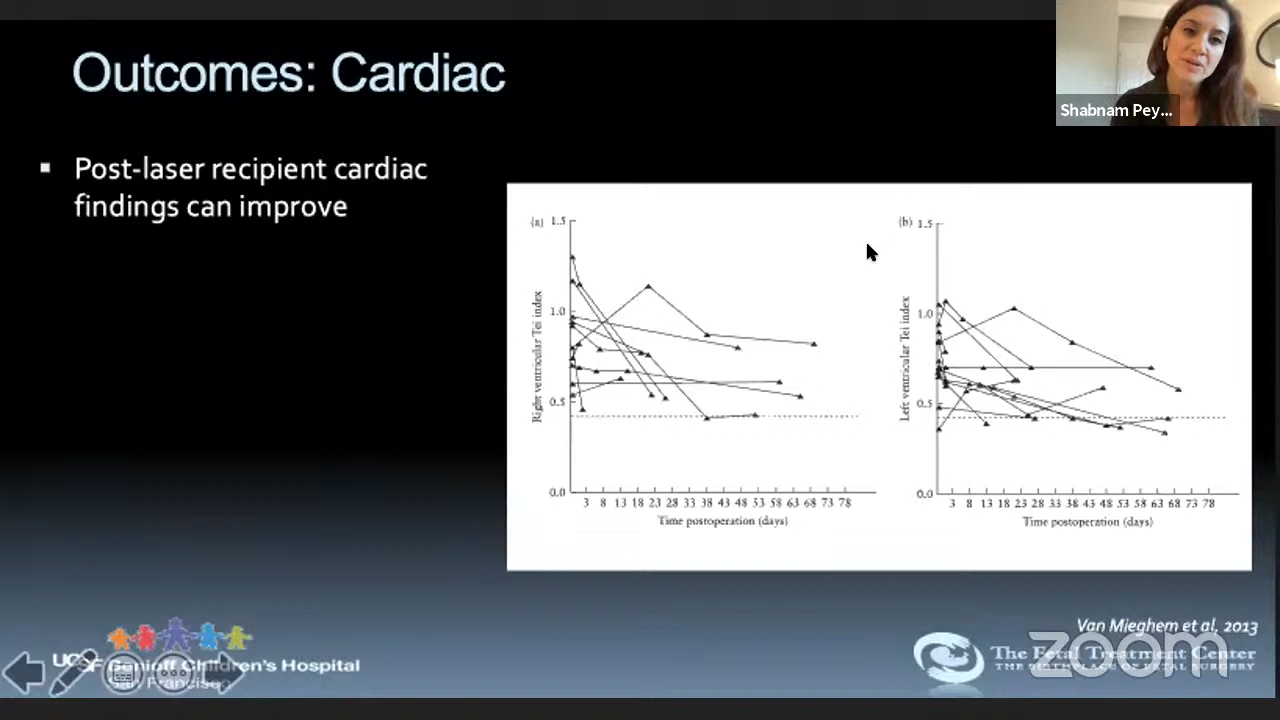 Outcomes: Cardiac
Shabnam Pey...
▪ Post-laser recipient cardiac
findings can improve
(a)
1.5
1.0
0.5
0.0
Right ventricular Tei index
3 8 13 18 23 28 33 38 43 48 53 58 63 68 73 78
Time postoperation (days)
(b)
1.5
1.0
0.5
0.0
Left ventricular Tei index
3 8 13 18 23 28 33 38 43 48 53 58 63 68 73 78
Time postoperation (days)
Van Mieghem et al, 2013
UCSF Benioff Children's Hospital
San Francisco
The Fetal Treatment Center
THE BIRTHPLACE OF FETAL SURGERY
zoom